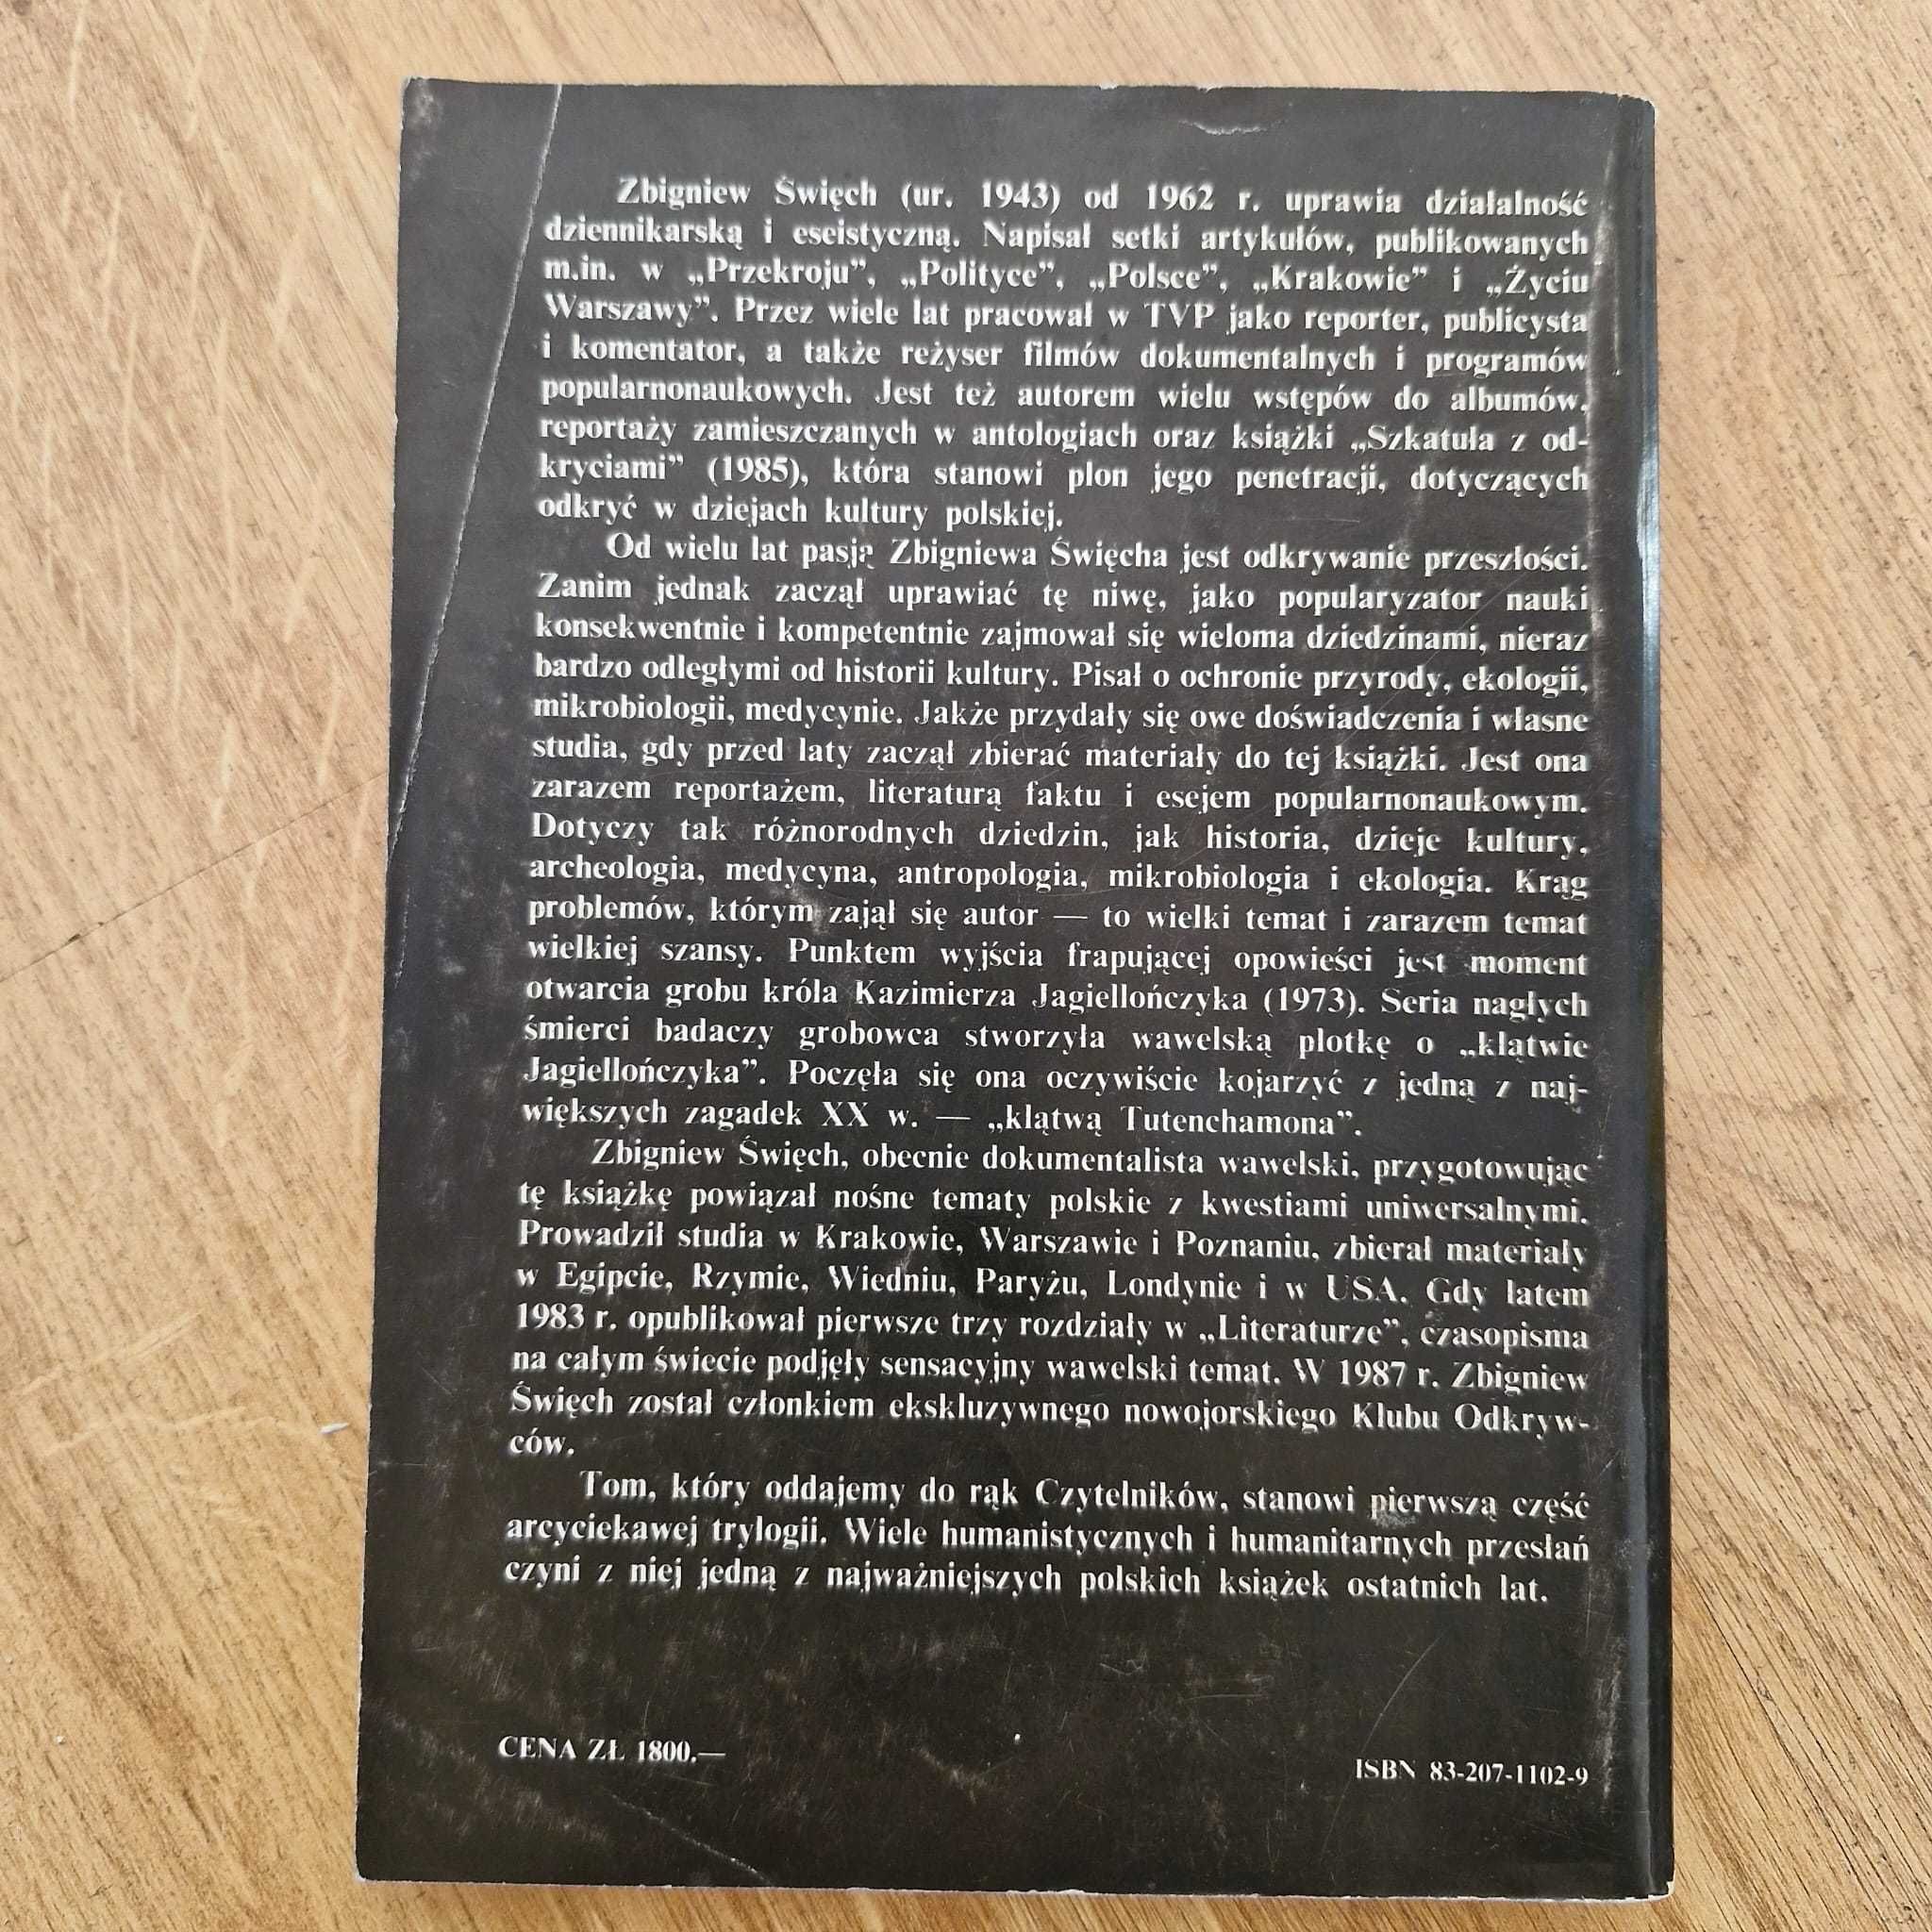 Zbigniew Święch (ur. 1943) od 1962 r. uprawia działalność
dziennikarską i eseistyczną. Napisał setki artykułów, publikowanych
m.in. w „Przekroju”, „Polityce”, „Polsce”, „Krakowie” i „Życiu
Warszawy”. Przez wiele lat pracował w TVP jako reporter, publicysta
i komentator, a także reżyser filmów dokumentalnych i programów
popularnonaukowych. Jest też autorem wielu wstępów do albumów,
reportaży zamieszczanych w antologiach oraz książki „Szkatuła z od-
kryciami” (1985), która stanowi plon jego penetracji, dotyczących
odkryć w dziejach kultury polskiej.
Od wielu lat pasją Zbigniewa Święcha jest odkrywanie przeszłości.
Zanim jednak zaczął uprawiać tę niwę, jako popularyzator nauki
konsekwentnie i kompetentnie zajmował się wieloma dziedzinami, nieraz
bardzo odległymi od historii kultury. Pisał o ochronie przyrody, ekologii,
mikrobiologii, medycynie. Jakże przydały się owe doświadczenia i własne
studia, gdy przed laty zaczął zbierać materiały do tej książki. Jest ona
zarazem reportażem, literaturą faktu i esejem popularnonaukowym.
Dotyczy tak różnorodnych dziedzin, jak historia, dzieje kultury,
archeologia, medycyna, antropologia, mikrobiologia i ekologia. Krąg
problemów, którym zajął się autor — to wielki temat i zarazem temat
wielkiej szansy. Punktem wyjścia frapującej opowieści jest moment
otwarcia grobu króla Kazimierza Jagiellończyka (1973). Seria nagłych
śmierci badaczy grobowca stworzyła wawelską plotkę o „klątwie
Jagiellończyka”. Poczęła się ona oczywiście kojarzyć z jedną z naj-
większych zagadek XX w. — „klątwą Tutenchamona”.
Zbigniew Święch, obecnie dokumentalista wawelski, przygotowując
tę książkę powiązał nośne tematy polskie z kwestiami uniwersalnymi.
Prowadził studia w Krakowie, Warszawie i Poznaniu, zbierał materiały
w Egipcie, Rzymie, Wiedniu, Paryżu, Londynie i w USA. Gdy latem
1983 r. opublikował pierwsze trzy rozdziały w „Literaturze”, czasopisma
na całym świecie podjęły sensacyjny wawelski temat. W 1987 r. Zbigniew
Święch został członkiem ekskluzywnego nowojorskiego Klubu Odkryw-
ców.
Tom, który oddajemy do rąk Czytelników, stanowi pierwszą część
arcyciekawej trylogii. Wiele humanistycznych i humanitarnych przesłań
czyni z niej jedną z najważniejszych polskich książek ostatnich lat.
CENA ZŁ 1800.—
ISBN 83-207-1102-9